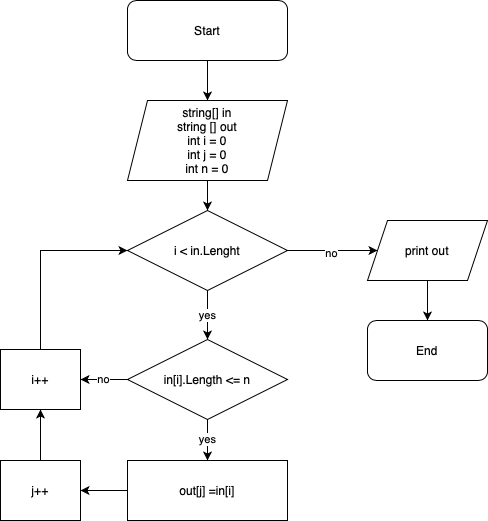 Start
string[] in
string [] out
int i = 0
int j = 0
int n = 0
i < in.Lenght
no
print out
yes
End
i++
no
in[i].Length <= n
yes
j++
out[j] =in[i]